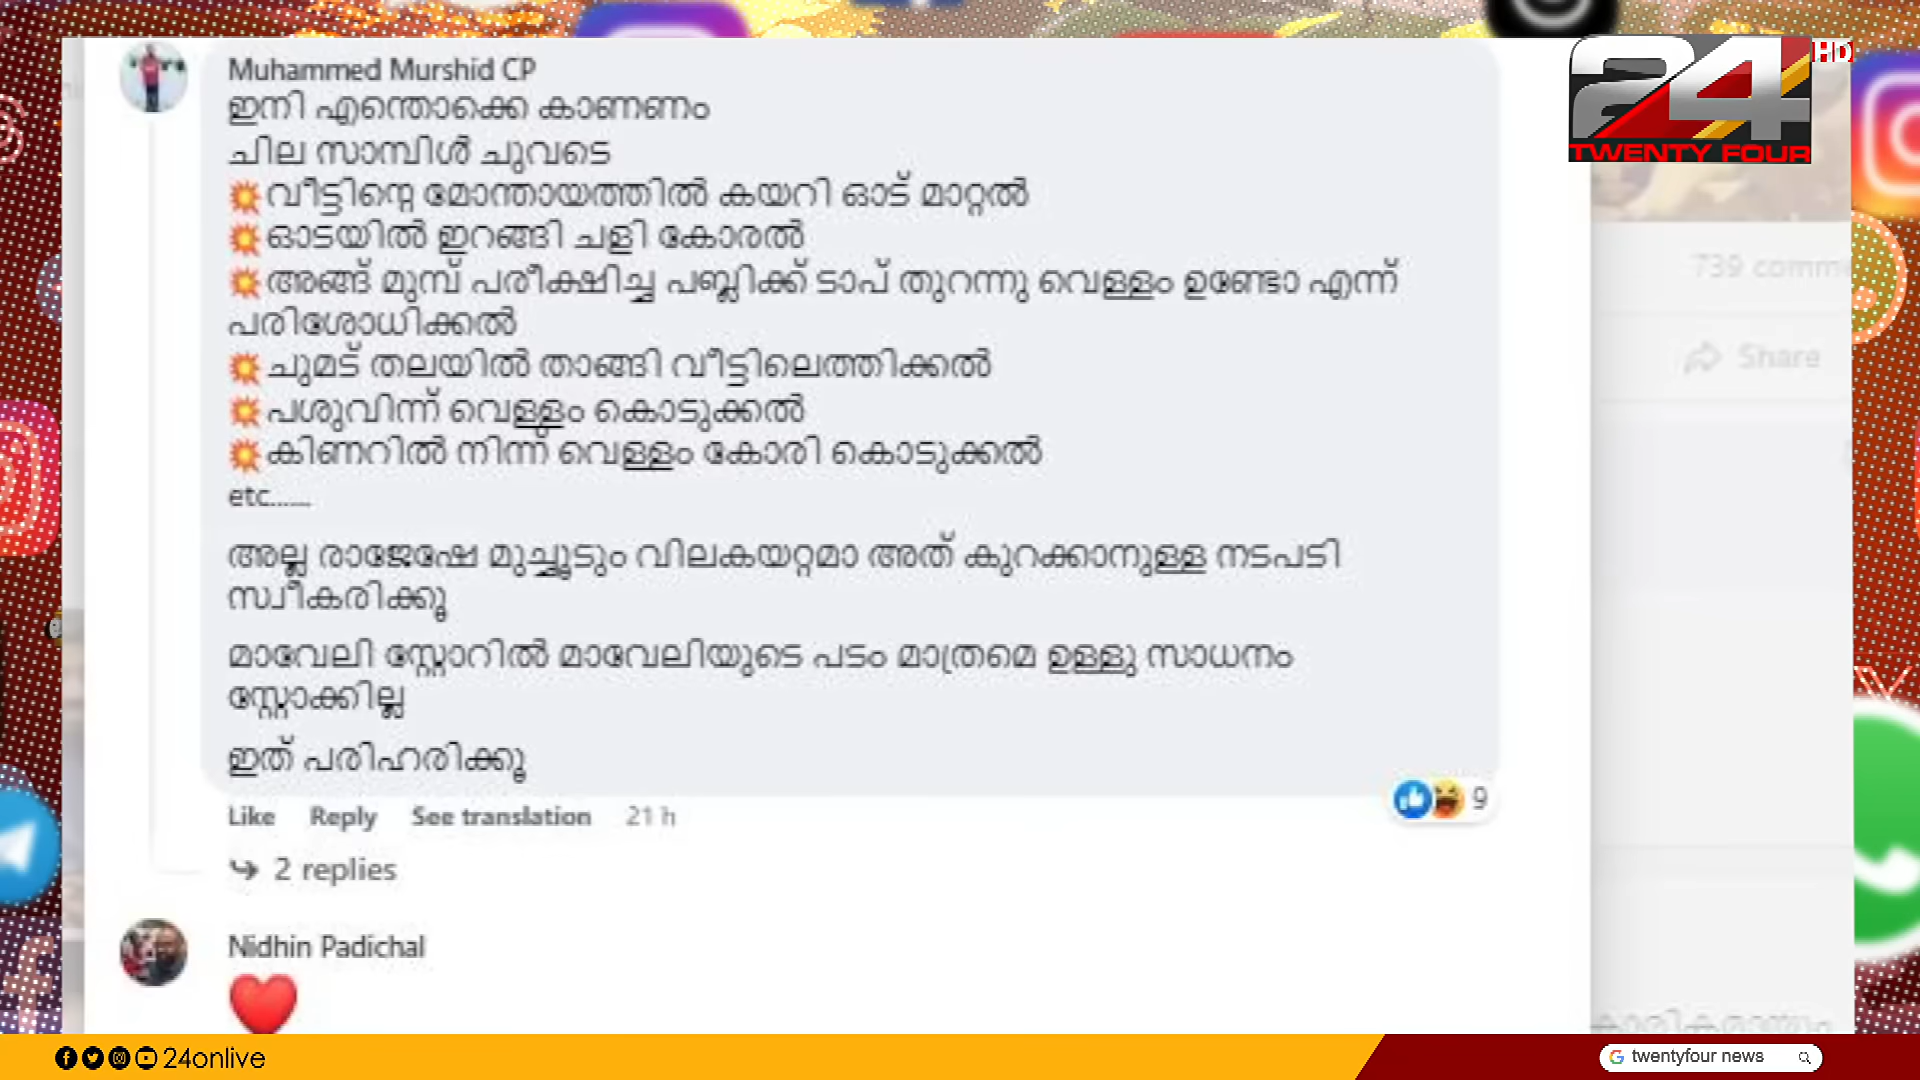 Muhammed Murshid CP
ഇനി എന്തൊക്കെ കാണണം
ചില സാമ്പിൾ ചുവടെ
💥വീട്ടിന്റെ മോന്തായത്തിൽ കയറി ഓട് മാറ്റൽ
💥ഓടയിൽ ഇറങ്ങി ചളി കോരൽ
💥അങ്ങ് മുമ്പ് പരീക്ഷിച്ച പബ്ലിക്ക് ടാപ് തുറന്നു വെള്ളം ഉണ്ടോ എന്ന്
പരിശോധിക്കൽ
💥ചുമട് തലയിൽ താങ്ങി വീട്ടിലെത്തിക്കൽ
💥പശുവിന്ന് വെള്ളം കൊടുക്കൽ
💥കിണറിൽ നിന്ന് വെള്ളം കോരി കൊടുക്കൽ
etc......
അല്ല രാജേഷേ മുച്ചൂടും വിലകയറ്റമാ അത് കുറക്കാനുള്ള നടപടി
സ്വീകരിക്കൂ
മാവേലി സ്റ്റോറിൽ മാവേലിയുടെ പടം മാത്രമെ ഉള്ളു സാധനം
സ്റ്റോക്കില്ല
ഇത് പരിഹരിക്കൂ
9
Like Reply See translation 21 h
2 replies
Nidhin Padichal
❤️
24 HD
TWENTY FOUR
739 comme
Share
24onlive
twentyfour news